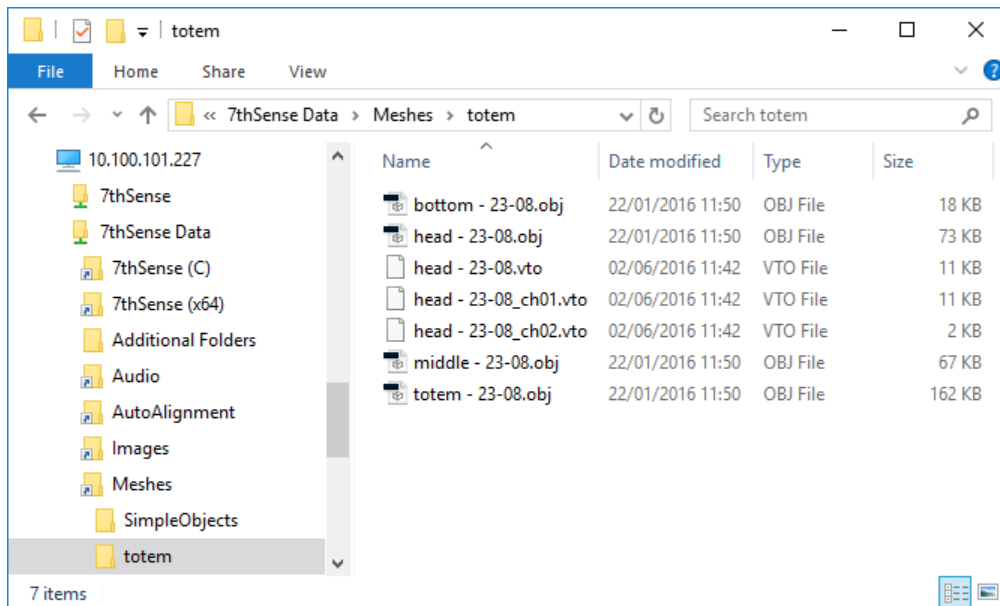 totem
File Home Share View
« 7thSense Data > Meshes > totem Search totem
10.100.101.227
7thSense
7thSense Data
7thSense (C)
7thSense (x64)
Additional Folders
Audio
AutoAlignment
Images
Meshes
SimpleObjects
totem
Name Date modified Type Size
bottom - 23-08.obj 22/01/2016 11:50 OBJ File 18 KB
head - 23-08.obj 22/01/2016 11:50 OBJ File 73 KB
head - 23-08.vto 02/06/2016 11:42 VTO File 11 KB
head - 23-08_ch01.vto 02/06/2016 11:42 VTO File 11 KB
head - 23-08_ch02.vto 02/06/2016 11:42 VTO File 2 KB
middle - 23-08.obj 22/01/2016 11:50 OBJ File 67 KB
totem - 23-08.obj 22/01/2016 11:50 OBJ File 162 KB
7 items